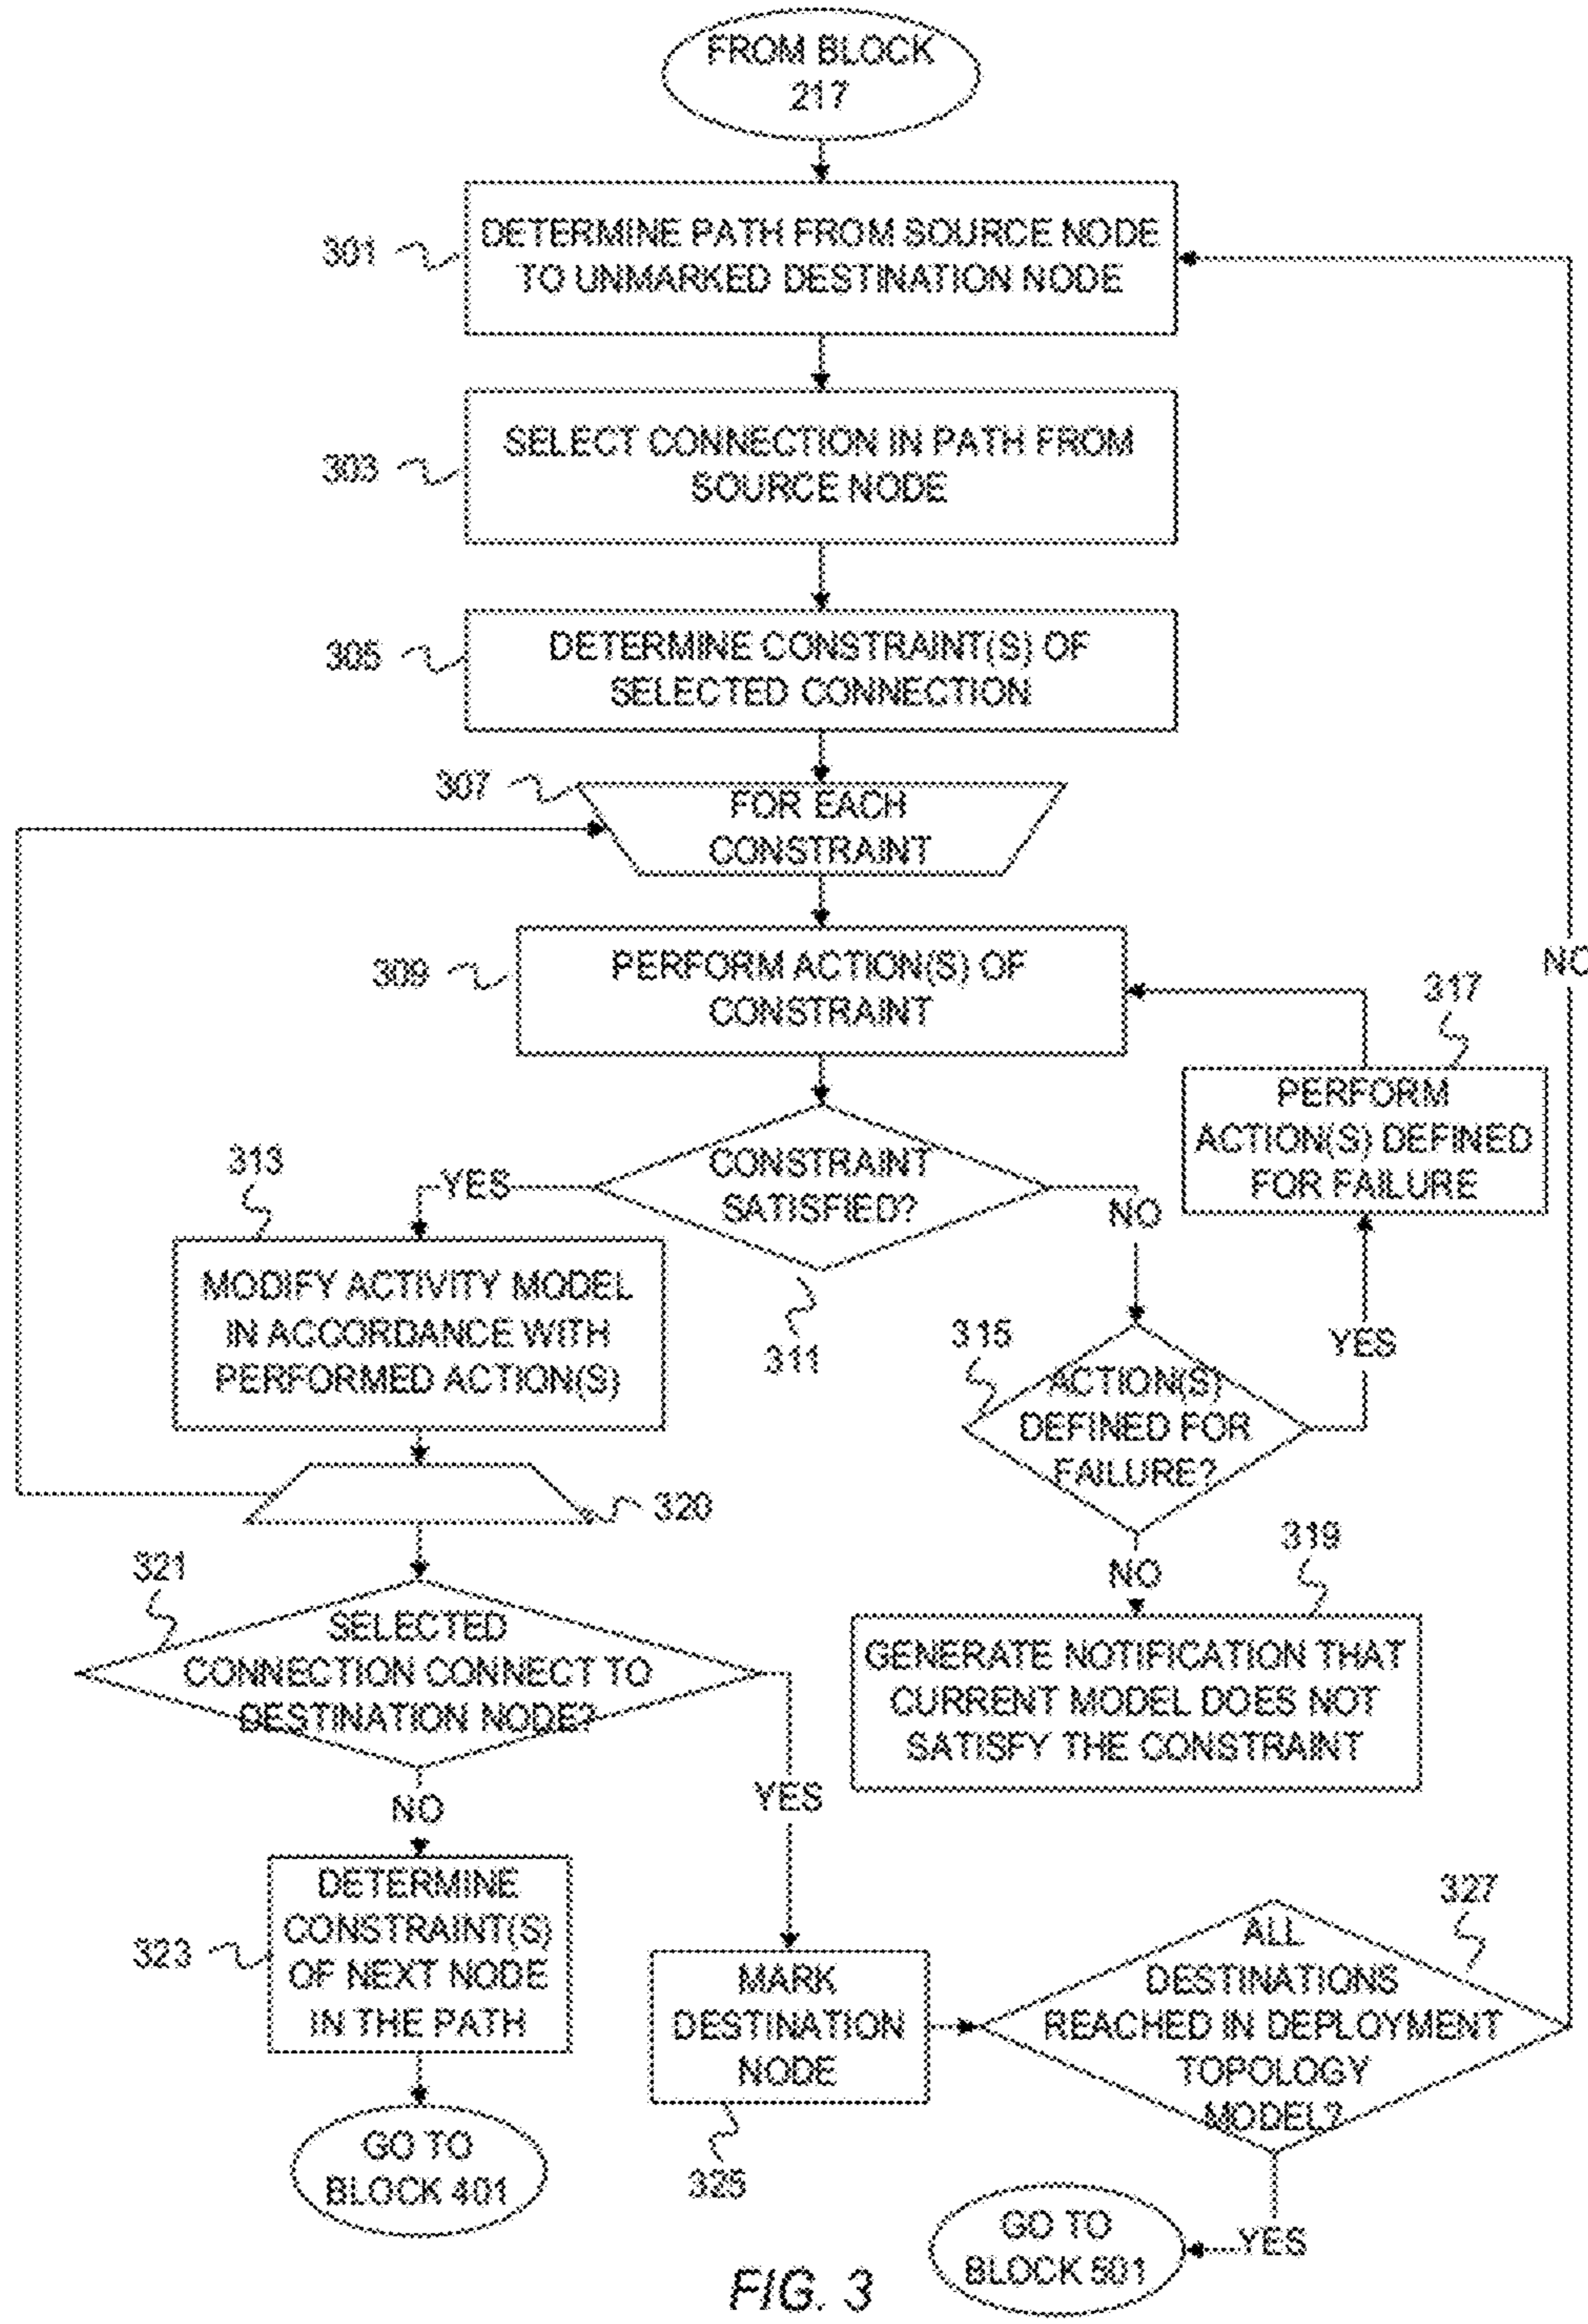 FROM BLOCK
217
301
DETERMINE PATH FROM SOURCE NODE
TO UNMARKED DESTINATION NODE
303
SELECT CONNECTION IN PATH FROM
SOURCE NODE
305
DETERMINE CONSTRAINT(S) OF
SELECTED CONNECTION
307
FOR EACH
CONSTRAINT
309
PERFORM ACTION(S) OF
CONSTRAINT
NO
317
PERFORM
ACTION(S) DEFINED
FOR FAILURE
313
YES
CONSTRAINT
SATISFIED?
NO
311
MODIFY ACTIVITY MODEL
IN ACCORDANCE WITH
PERFORMED ACTION(S)
315
YES
ACTION(S)
DEFINED FOR
FAILURE?
320
NO
319
321
SELECTED
CONNECTION CONNECT TO
DESTINATION NODE?
GENERATE NOTIFICATION THAT
CURRENT MODEL DOES NOT
SATISFY THE CONSTRAINT
NO
YES
323
DETERMINE
CONSTRAINT(S)
OF NEXT NODE
IN THE PATH
327
MARK
DESTINATION
NODE
325
ALL
DESTINATIONS
REACHED IN DEPLOYMENT
TOPOLOGY
MODEL?
GO TO
BLOCK 401
YES
GO TO
BLOCK 501
FIG. 3